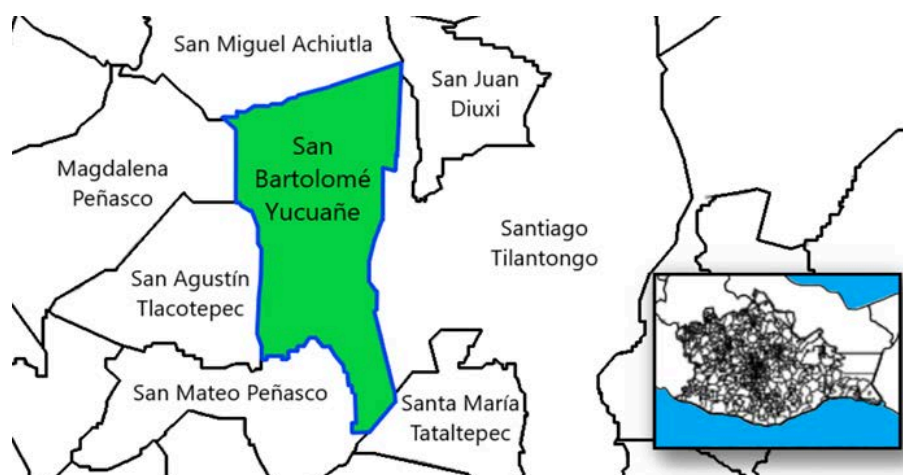 San Miguel Achiutla
San Juan
Diuxi
San
Bartolomé
Yucuañe
Magdalena
Peñasco
Santiago
Tilantongo
San Agustín
Tlacotepec
San Mateo Peñasco
Santa María
Tataltepec